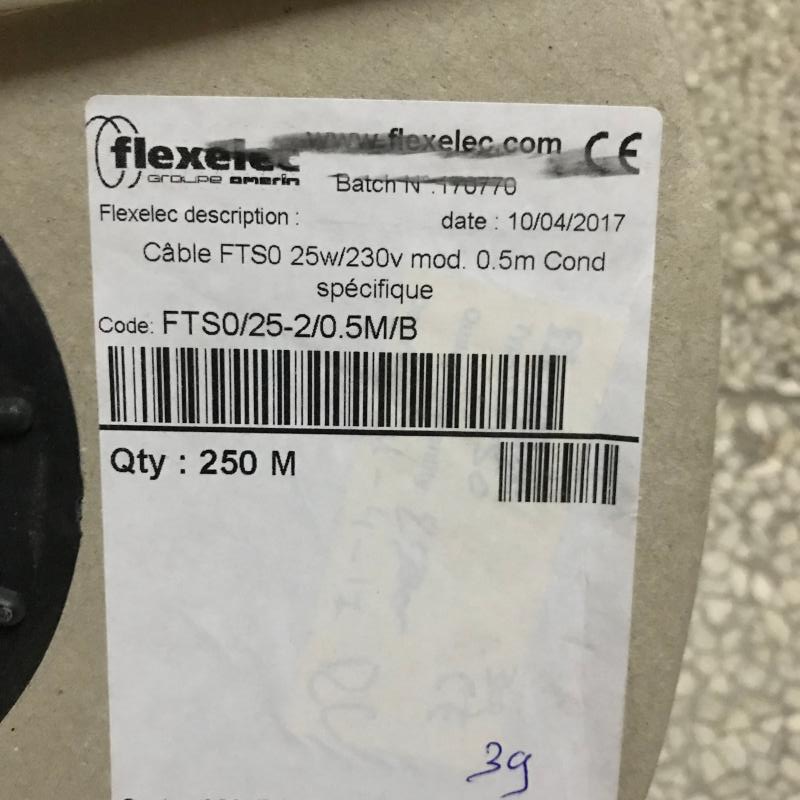 flexelec www.flexelec.com CE
GROUPE omerin Batch N°:170770
Flexelec description : date : 10/04/2017
Câble FTS0 25w/230v mod. 0.5m Cond
spécifique
Code: FTS0/25-2/0.5M/B
Qty : 250 M
39